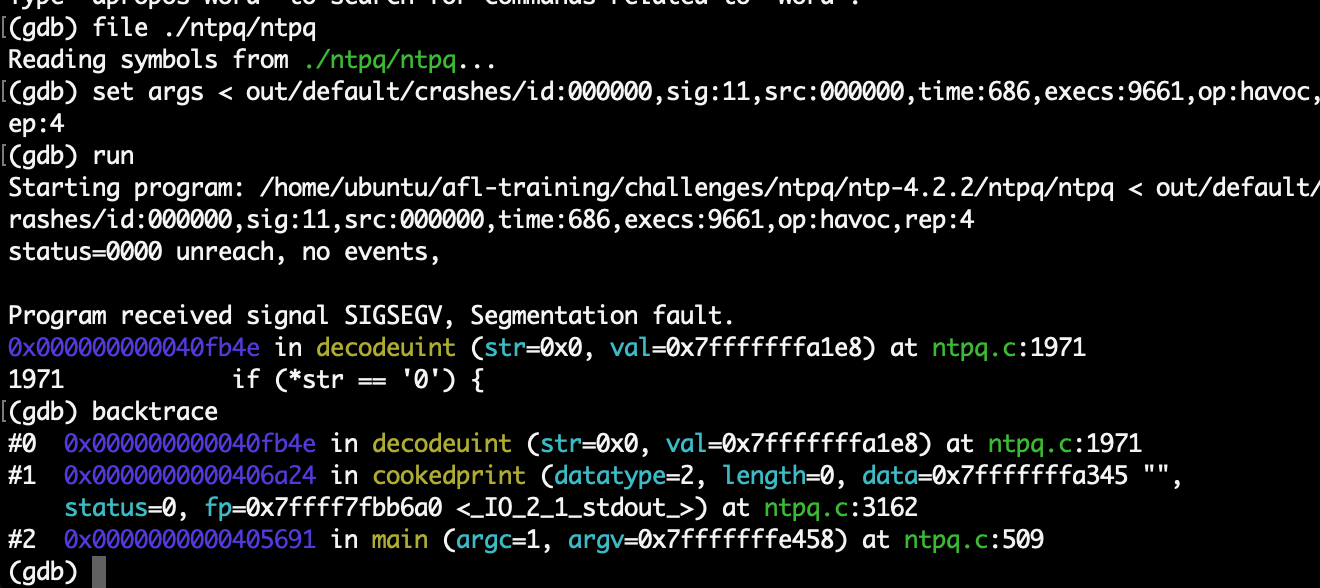 Type "apropos word" to search for commands related to "word".
(gdb) file ./ntpq/ntpq
Reading symbols from ./ntpq/ntpq...
(gdb) set args < out/default/crashes/id:000000,sig:11,src:000000,time:686,execs:9661,op:havoc,
ep:4
(gdb) run
Starting program: /home/ubuntu/afl-training/challenges/ntpq/ntp-4.2.2/ntpq/ntpq < out/default/
rashes/id:000000,sig:11,src:000000,time:686,execs:9661,op:havoc,rep:4
status=0000 unreach, no events,
Program received signal SIGSEGV, Segmentation fault.
0x000000000040fb4e in decodeuint (str=0x0, val=0x7fffffffa1e8) at ntpq.c:1971
1971 if (*str == '0') {
(gdb) backtrace
#0 0x000000000040fb4e in decodeuint (str=0x0, val=0x7fffffffa1e8) at ntpq.c:1971
#1 0x0000000000406a24 in cookedprint (datatype=2, length=0, data=0x7fffffffa345 "",
status=0, fp=0x7ffff7fbb6a0 <_IO_2_1_stdout_>) at ntpq.c:3162
#2 0x0000000000405691 in main (argc=1, argv=0x7fffffffe458) at ntpq.c:509
(gdb)